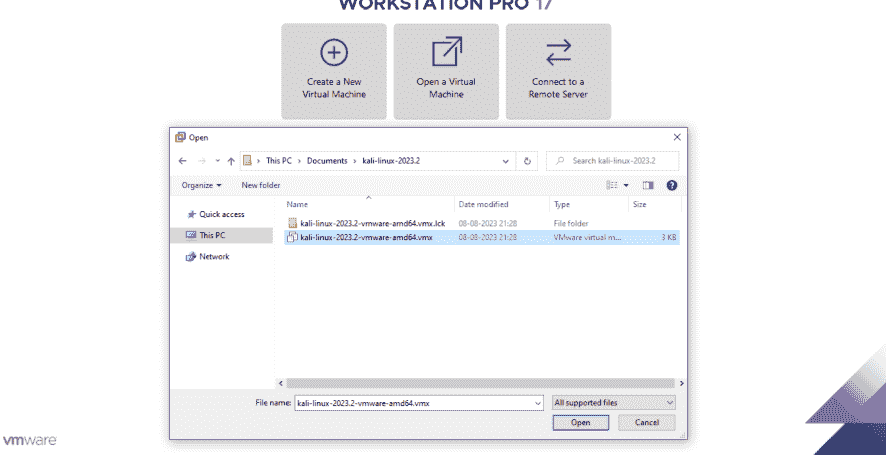 WORKSTATION PRO 17
Create a New
Virtual Machine
Open a Virtual
Machine
Connect to a
Remote Server
Open
This PC > Documents > kali-linux-2023.2
Search kali-linux-2023.2
Organize
New folder
Name
Date modified
Type
Size
Quick access
This PC
Network
kali-linux-2023.2-vmware-amd64.vmx.lck 08-08-2023 21:28 File folder
kali-linux-2023.2-vmware-amd64.vmx 08-08-2023 21:28 VMware virtual m... 3 KB
File name: kali-linux-2023.2-vmware-amd64.vmx
All supported files
Open
Cancel
vmware